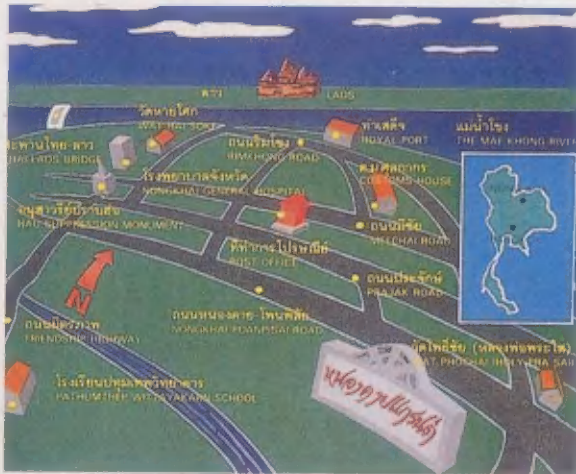 ลาว
LAOS
วัดหายโศก
WAT HAI SOKE
ท่าเสด็จ
ROYAL PORT
แม่น้ำโขง
THE MAE KHONG RIVER
สะพานไทย-ลาว
THAI-LAOS BRIDGE
ถนนริมโขง
RIMKHONG ROAD
โรงพยาบาลจังหวัด
NONGKHAI GENERAL HOSPITAL
ด่านศุลกากร
CUSTOMS HOUSE
อนุสาวรีย์ปราบฮ่อ
HAU SUPPRESSION MONUMENT
ที่ทำการไปรษณีย์
POST OFFICE
ถนนมีชัย
MEECHAI ROAD
ถนนประจักษ์
PRAJAK ROAD
N
ถนนหนองคาย-โพนพิสัย
NONGKHAI POANPISAI ROAD
ถนนมิตรภาพ
FRIENDSHIP HIGHWAY
วัดโพธิ์ชัย (หลวงพ่อพระใส)
WAT PHOCHAI (HOLY PRA SAI)
โรงเรียนปทุมเทพวิทยาคาร
PATHUMTHEP WITTAYAKARN SCHOOL